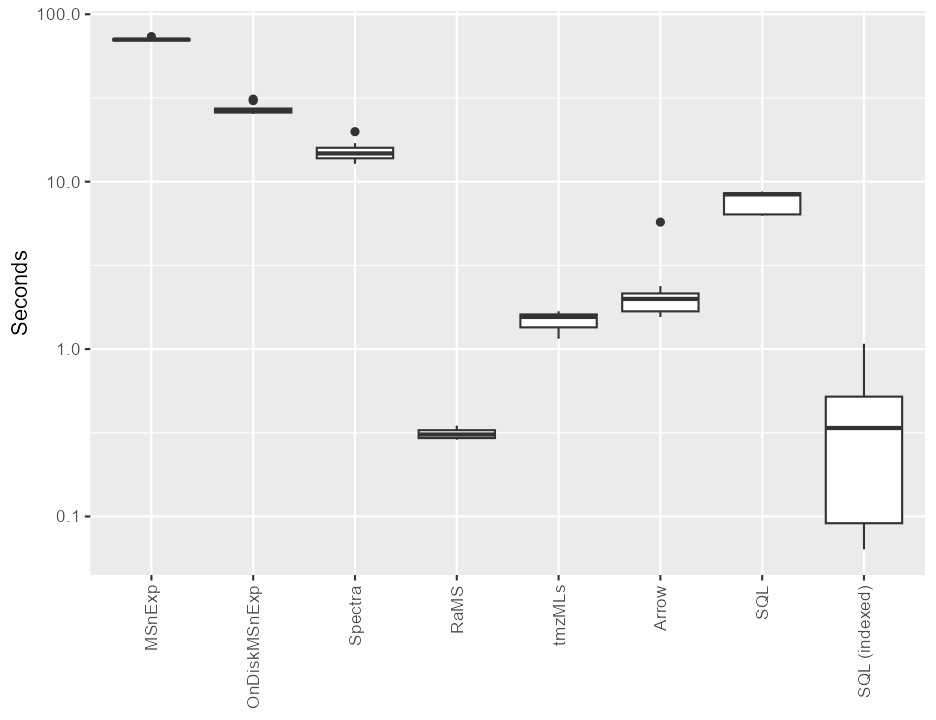 Seconds
100.0
10.0
1.0
0.1
MSnExp
OnDiskMSnExp
Spectra
RaMS
tmzMLs
Arrow
SQL
SQL (indexed)